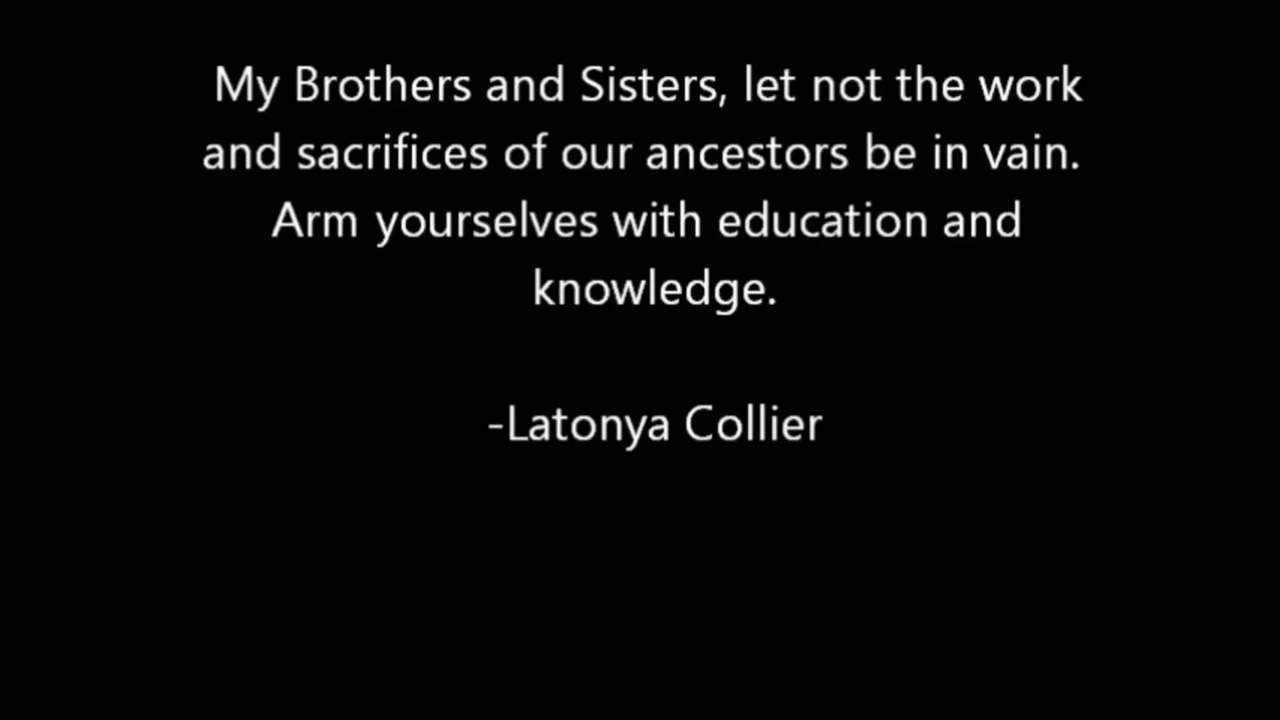 My Brothers and Sisters, let not the work
and sacrifices of our ancestors be in vain.
Arm yourselves with education and
knowledge.
-Latonya Collier